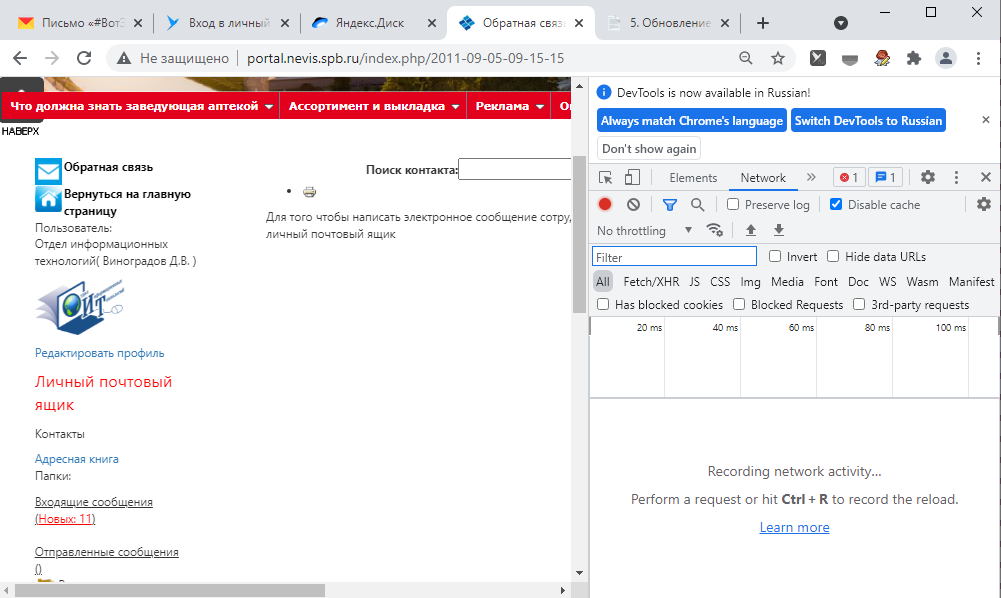 Письмо «#Вот
Вход в личный
Яндекс.Диск
Обратная связ
5. Обновление
Не защищено
portal.nevis.spb.ru/index.php/2011-09-05-09-15-15
Что должна знать заведующая аптекой
Ассортимент и выкладка
Реклама
НАВЕРХ
Обратная связь
Вернуться на главную
страницу
Пользователь:
Отдел информационных
технологий( Виноградов Д.В. )
ОИТ
Редактировать профиль
Личный почтовый
ящик
Контакты
Адресная книга
Папки:
Входящие сообщения
(Новых: 11)
Отправленные сообщения
()
Поиск контакта:
Для того чтобы написать электронное сообщение сотру
личный почтовый ящик
DevTools is now available in Russian!
Always match Chrome's language
Switch DevTools to Russian
Don't show again
Elements
Network
1
1
Preserve log
Disable cache
No throttling
Filter
Invert
Hide data URLs
All
Fetch/XHR
JS
CSS
Img
Media
Font
Doc
WS
Wasm
Manifest
Has blocked cookies
Blocked Requests
3rd-party requests
20 ms
40 ms
60 ms
80 ms
100 ms
Recording network activity...
Perform a request or hit Ctrl + R to record the reload.
Learn more